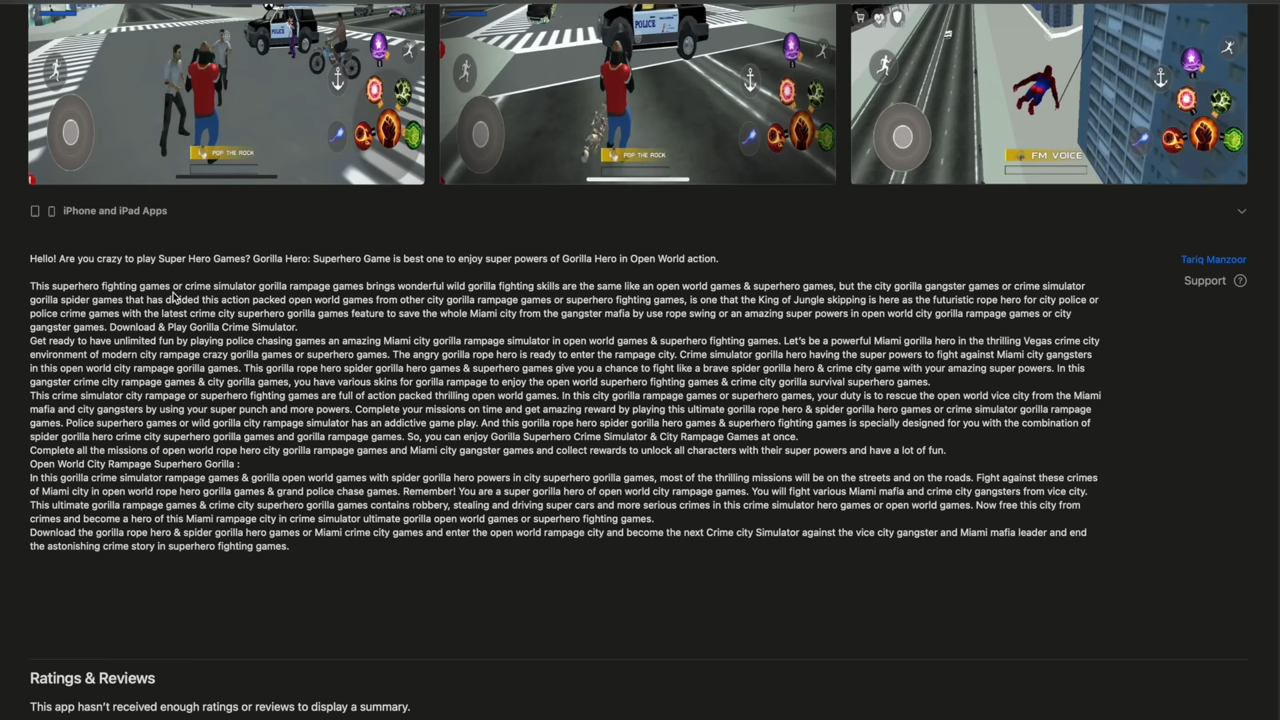 POLICE
POLICE
POP THE ROCK
POP THE ROCK
FM VOICE
iPhone and iPad Apps
Hello! Are you crazy to play Super Hero Games? Gorilla Hero: Superhero Game is best one to enjoy super powers of Gorilla Hero in Open World action.
Tariq Manzoor
Support ?
This superhero fighting games or crime simulator gorilla rampage games brings wonderful wild gorilla fighting skills are the same like an open world games & superhero games, but the city gorilla gangster games or crime simulator
gorilla spider games that has divided this action packed open world games from other city gorilla rampage games or superhero fighting games, is one that the King of Jungle skipping is here as the futuristic rope hero for city police or
police crime games with the latest crime city superhero gorilla games feature to save the whole Miami city from the gangster mafia by use rope swing or an amazing super powers in open world city gorilla rampage games or city
gangster games. Download & Play Gorilla Crime Simulator.
Get ready to have unlimited fun by playing police chasing games an amazing Miami city gorilla rampage simulator in open world games & superhero fighting games. Let's be a powerful Miami gorilla hero in the thrilling Vegas crime city
environment of modern city rampage crazy gorilla games or superhero games. The angry gorilla rope hero is ready to enter the rampage city. Crime simulator gorilla hero having the super powers to fight against Miami city gangsters
in this open world city rampage gorilla games. This gorilla rope hero spider gorilla hero games & superhero games give you a chance to fight like a brave spider gorilla hero & crime city game with your amazing super powers. In this
gangster crime city rampage games & city gorilla games, you have various skins for gorilla rampage to enjoy the open world superhero fighting games & crime city gorilla survival superhero games.
This crime simulator city rampage or superhero fighting games are full of action packed thrilling open world games. In this city gorilla rampage games or superhero games, your duty is to rescue the open world vice city from the Miami
mafia and city gangsters by using your super punch and more powers. Complete your missions on time and get amazing reward by playing this ultimate gorilla rope hero & spider gorilla hero games or crime simulator gorilla rampage
games. Police superhero games or wild gorilla city rampage simulator has an addictive game play. And this gorilla rope hero spider gorilla hero games & superhero fighting games is specially designed for you with the combination of
spider gorilla hero crime city superhero gorilla games and gorilla rampage games. So, you can enjoy Gorilla Superhero Crime Simulator & City Rampage Games at once.
Complete all the missions of open world rope hero city gorilla rampage games and Miami city gangster games and collect rewards to unlock all characters with their super powers and have a lot of fun.
Open World City Rampage Superhero Gorilla :
In this gorilla crime simulator rampage games & gorilla open world games with spider gorilla hero powers in city superhero gorilla games, most of the thrilling missions will be on the streets and on the roads. Fight against these crimes
of Miami city in open world rope hero gorilla games & grand police chase games. Remember! You are a super gorilla hero of open world city rampage games. You will fight various Miami mafia and crime city gangsters from vice city.
This ultimate gorilla rampage games & crime city superhero gorilla games contains robbery, stealing and driving super cars and more serious crimes in this crime simulator hero games or open world games. Now free this city from
crimes and become a hero of this Miami rampage city in crime simulator ultimate gorilla open world games or superhero fighting games.
Download the gorilla rope hero & spider gorilla hero games or Miami crime city games and enter the open world rampage city and become the next Crime city Simulator against the vice city gangster and Miami mafia leader and end
the astonishing crime story in superhero fighting games.
Ratings & Reviews
This app hasn't received enough ratings or reviews to display a summary.